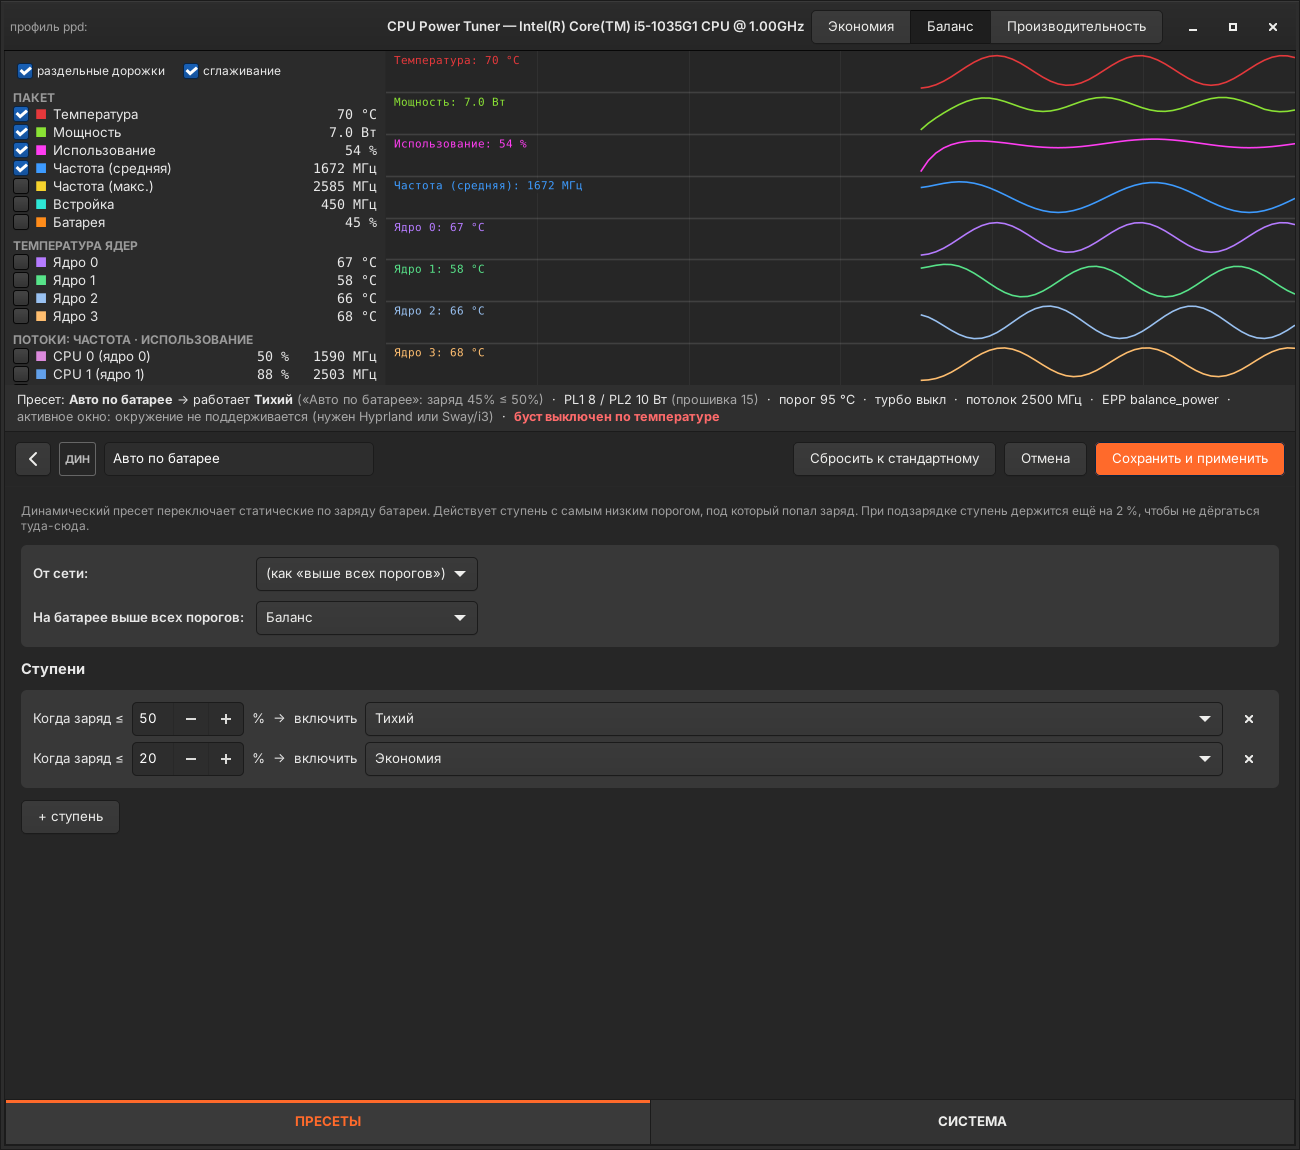 профиль ppd:
CPU Power Tuner — Intel(R) Core(TM) i5-1035G1 CPU @ 1.00GHz
Экономия
Баланс
Производительность
раздельные дорожки
сглаживание
ПАКЕТ
Температура 70 °C
Мощность 7.0 Вт
Использование 54 %
Частота (средняя) 1672 МГц
Частота (макс.) 2585 МГц
Встройка 450 МГц
Батарея 45 %
ТЕМПЕРАТУРА ЯДЕР
Ядро 0 67 °C
Ядро 1 58 °C
Ядро 2 66 °C
Ядро 3 68 °C
ПОТОКИ: ЧАСТОТА · ИСПОЛЬЗОВАНИЕ
CPU 0 (ядро 0) 50 % 1590 МГц
CPU 1 (ядро 1) 88 % 2503 МГц
Температура: 70 °C
Мощность: 7.0 Вт
Использование: 54 %
Частота (средняя): 1672 МГц
Ядро 0: 67 °C
Ядро 1: 58 °C
Ядро 2: 66 °C
Ядро 3: 68 °C
Пресет: Авто по батарее → работает Тихий («Авто по батарее»: заряд 45% ≤ 50%) · PL1 8 / PL2 10 Вт (прошивка 15) · порог 95 °C · турбо выкл · потолок 2500 МГц · EPP balance_power ·
активное окно: окружение не поддерживается (нужен Hyprland или Sway/i3) · буст выключен по температуре
ДИН
Авто по батарее
Сбросить к стандартному
Отмена
Сохранить и применить
Динамический пресет переключает статические по заряду батареи. Действует ступень с самым низким порогом, под который попал заряд. При подзарядке ступень держится ещё на 2 %, чтобы не дёргаться
туда-сюда.
От сети: (как «выше всех порогов»)
На батарее выше всех порогов: Баланс
Ступени
Когда заряд ≤ 50 − + % → включить Тихий
Когда заряд ≤ 20 − + % → включить Экономия
+ ступень
ПРЕСЕТЫ
СИСТЕМА